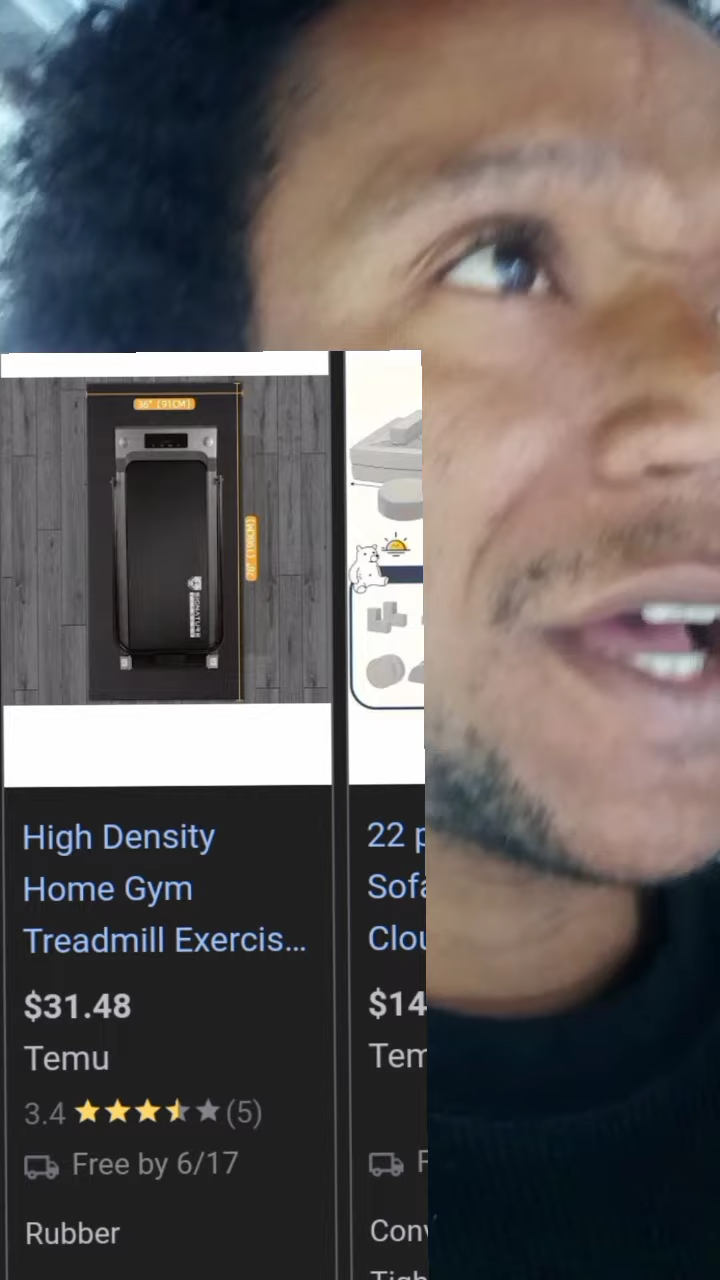 36" (91CM)
High Density
Home Gym
Treadmill Exercis...
$31.48
Temu
3.4 (5)
Free by 6/17
Rubber
22 p
Sofa
Clou
$14
Tem
F
Conv